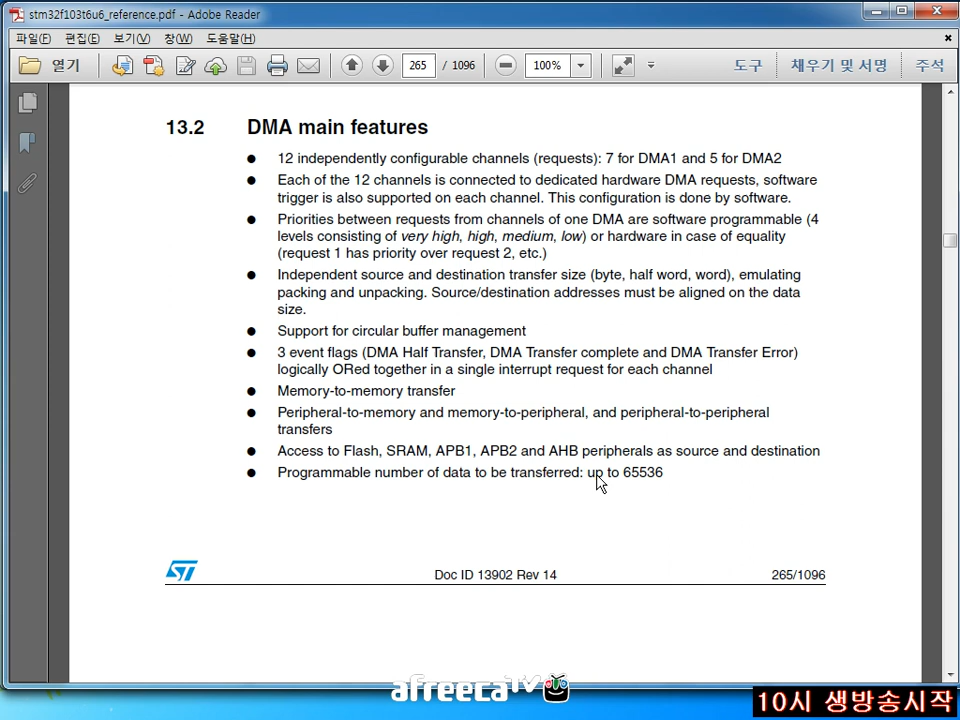 stm32f103t6u6_reference.pdf - Adobe Reader
파일(F) 편집(E) 보기(V) 창(W) 도움말(H)
열기 265 / 1096 100% 도구 채우기 및 서명 주석
13.2 DMA main features
● 12 independently configurable channels (requests): 7 for DMA1 and 5 for DMA2
● Each of the 12 channels is connected to dedicated hardware DMA requests, software
trigger is also supported on each channel. This configuration is done by software.
● Priorities between requests from channels of one DMA are software programmable (4
levels consisting of very high, high, medium, low) or hardware in case of equality
(request 1 has priority over request 2, etc.)
● Independent source and destination transfer size (byte, half word, word), emulating
packing and unpacking. Source/destination addresses must be aligned on the data
size.
● Support for circular buffer management
● 3 event flags (DMA Half Transfer, DMA Transfer complete and DMA Transfer Error)
logically ORed together in a single interrupt request for each channel
● Memory-to-memory transfer
● Peripheral-to-memory and memory-to-peripheral, and peripheral-to-peripheral
transfers
● Access to Flash, SRAM, APB1, APB2 and AHB peripherals as source and destination
● Programmable number of data to be transferred: up to 65536
ST Doc ID 13902 Rev 14 265/1096
afreecaTV
10시 생방송시작